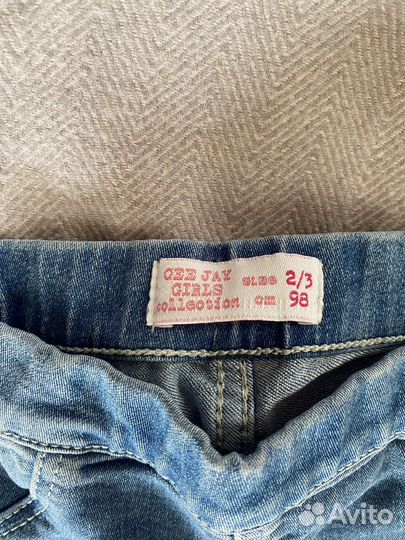 GEE JAY
GIRLS
collection
size 2/3
cm 98
Avito